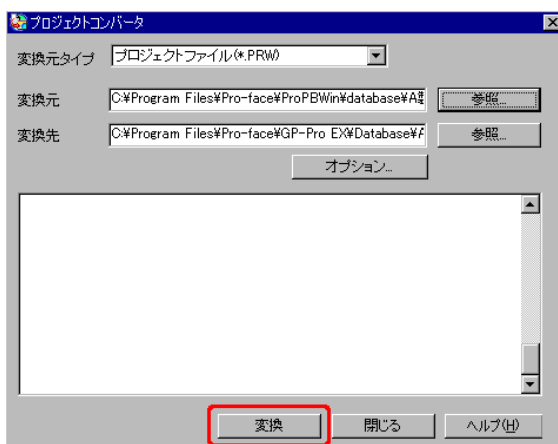 プロジェクトコンバータ
変換元タイプ プロジェクトファイル(*.PRW)
変換元 C:¥Program Files¥Pro-face¥ProPBWin¥database¥A 参照...
変換先 C:¥Program Files¥Pro-face¥GP-Pro EX¥Database¥ 参照...
オプション...
変換 閉じる ヘルプ(H)